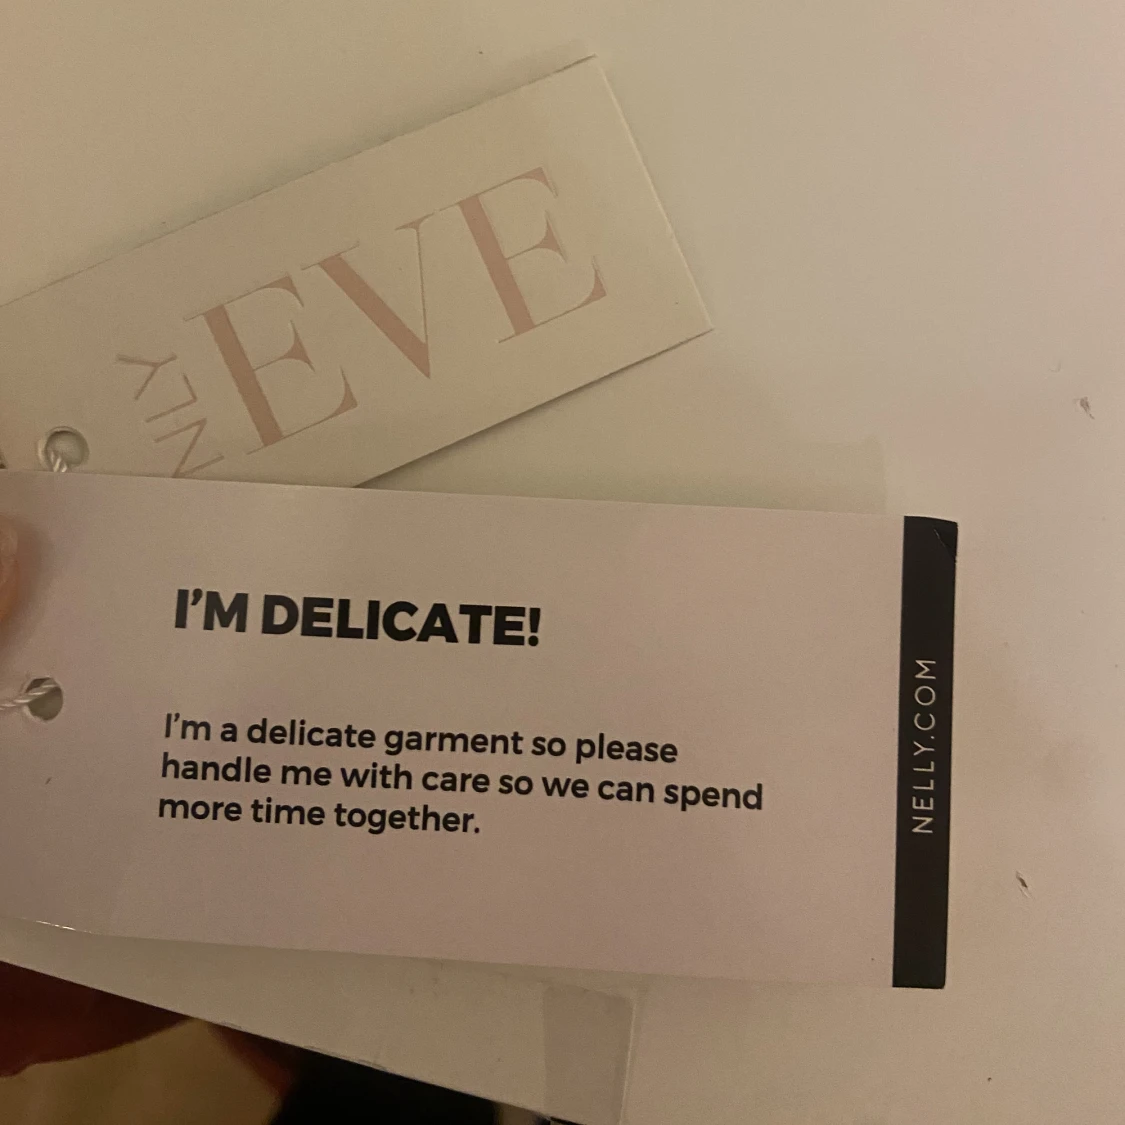 NLY
EVE
I'M DELICATE!
I'm a delicate garment so please
handle me with care so we can spend
more time together.
NELLY.COM